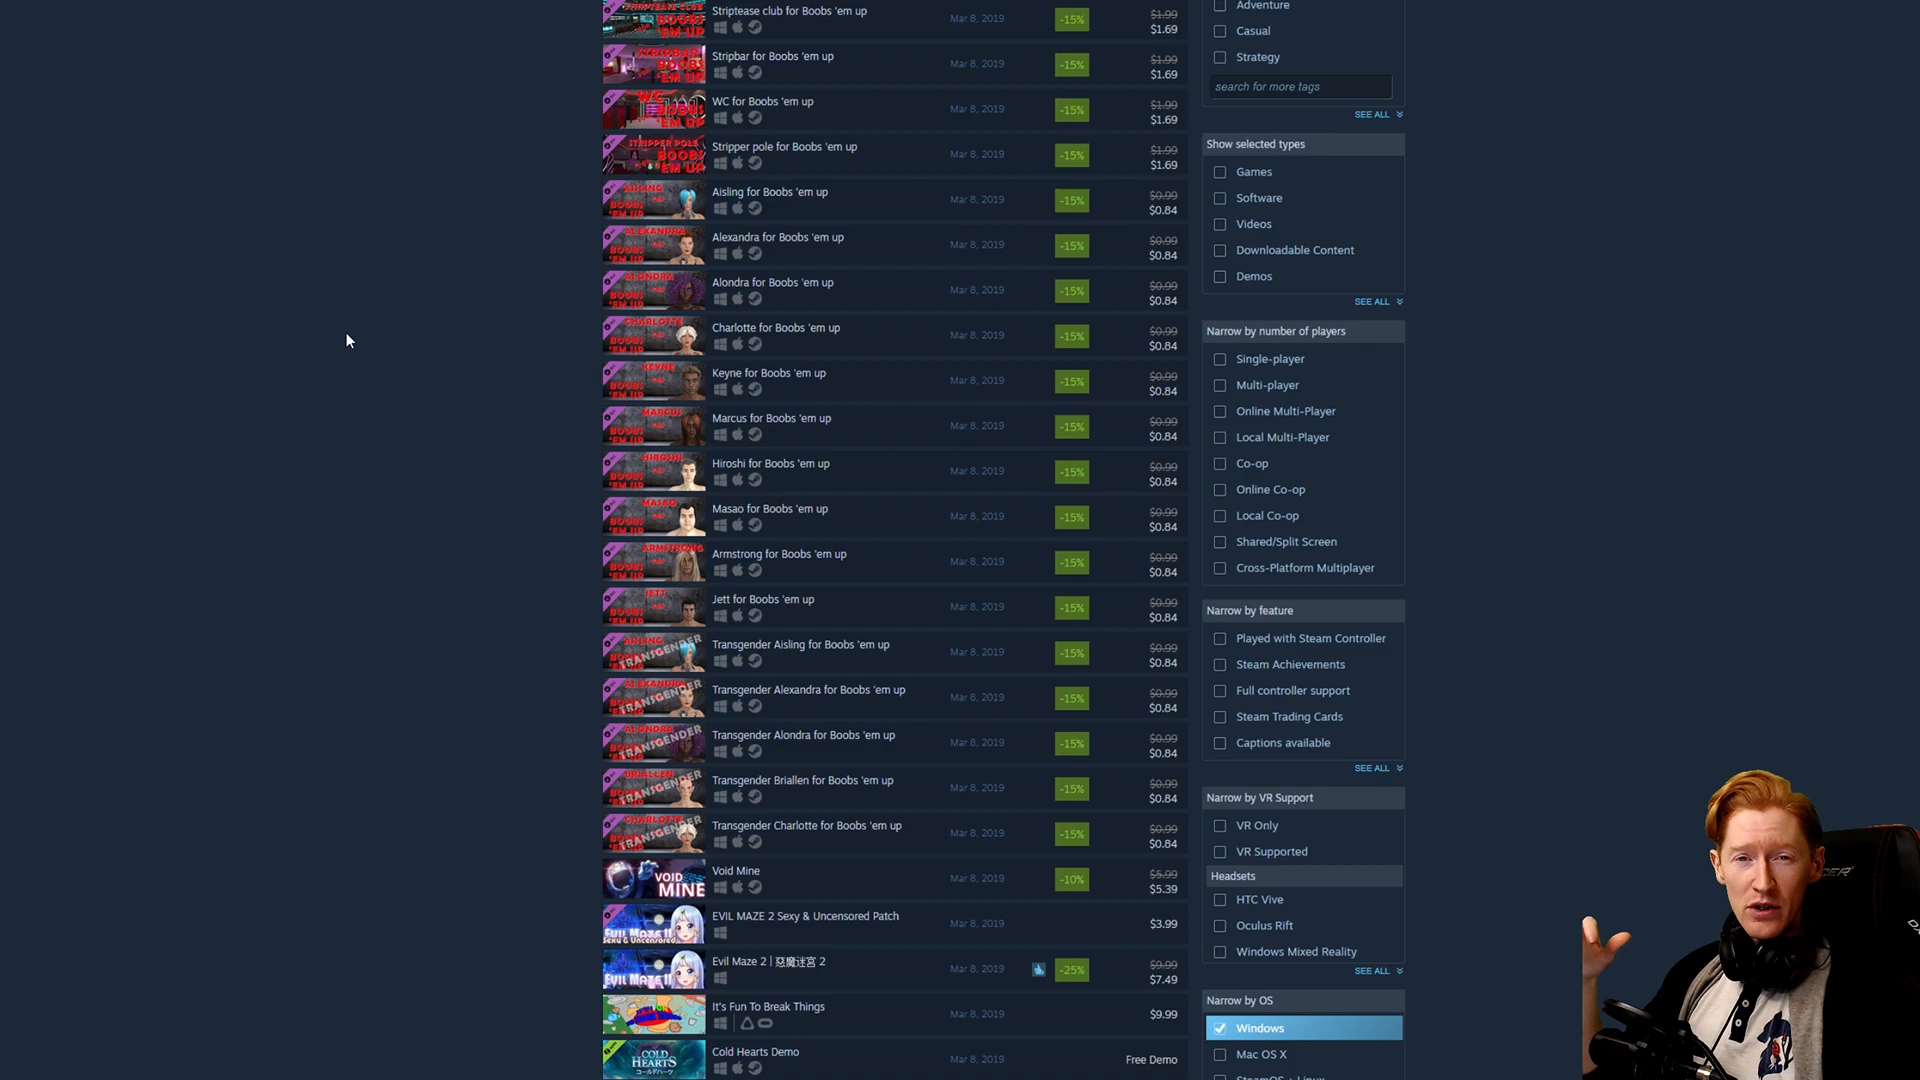 Striptease club for Boobs 'em up
Mar 8, 2019
-15%
$1.99
$1.69
Stripbar for Boobs 'em up
Mar 8, 2019
-15%
$1.99
$1.69
WC for Boobs 'em up
Mar 8, 2019
-15%
$1.99
$1.69
Stripper pole for Boobs 'em up
Mar 8, 2019
-15%
$1.99
$1.69
Aisling for Boobs 'em up
Mar 8, 2019
-15%
$0.99
$0.84
Alexandra for Boobs 'em up
Mar 8, 2019
-15%
$0.99
$0.84
Alondra for Boobs 'em up
Mar 8, 2019
-15%
$0.99
$0.84
Charlotte for Boobs 'em up
Mar 8, 2019
-15%
$0.99
$0.84
Keyne for Boobs 'em up
Mar 8, 2019
-15%
$0.99
$0.84
Marcus for Boobs 'em up
Mar 8, 2019
-15%
$0.99
$0.84
Hiroshi for Boobs 'em up
Mar 8, 2019
-15%
$0.99
$0.84
Masao for Boobs 'em up
Mar 8, 2019
-15%
$0.99
$0.84
Armstrong for Boobs 'em up
Mar 8, 2019
-15%
$0.99
$0.84
Jett for Boobs 'em up
Mar 8, 2019
-15%
$0.99
$0.84
Transgender Aisling for Boobs 'em up
Mar 8, 2019
-15%
$0.99
$0.84
Transgender Alexandra for Boobs 'em up
Mar 8, 2019
-15%
$0.99
$0.84
Transgender Alondra for Boobs 'em up
Mar 8, 2019
-15%
$0.99
$0.84
Transgender Briallen for Boobs 'em up
Mar 8, 2019
-15%
$0.99
$0.84
Transgender Charlotte for Boobs 'em up
Mar 8, 2019
-15%
$0.99
$0.84
VOID
MINE
Void Mine
Mar 8, 2019
-10%
$5.99
$5.39
EVIL MAZE 2 Sexy & Uncensored Patch
Mar 8, 2019
$3.99
Evil Maze 2 | 惡魔迷宮 2
Mar 8, 2019
-25%
$9.99
$7.49
It's Fun To Break Things
Mar 8, 2019
$9.99
COLD
HEARTS
Cold Hearts Demo
Mar 8, 2019
Free Demo
Adventure
Casual
Strategy
search for more tags
SEE ALL
Show selected types
Games
Software
Videos
Downloadable Content
Demos
SEE ALL
Narrow by number of players
Single-player
Multi-player
Online Multi-Player
Local Multi-Player
Co-op
Online Co-op
Local Co-op
Shared/Split Screen
Cross-Platform Multiplayer
Narrow by feature
Played with Steam Controller
Steam Achievements
Full controller support
Steam Trading Cards
Captions available
SEE ALL
Narrow by VR Support
VR Only
VR Supported
Headsets
HTC Vive
Oculus Rift
Windows Mixed Reality
SEE ALL
Narrow by OS
Windows
Mac OS X
SteamOS + Linux